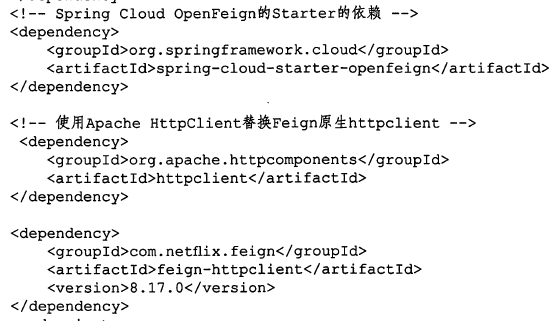 <!-- Spring Cloud OpenFeign的Starter的依赖 -->
<dependency>
<groupId>org.springframework.cloud</groupId>
<artifactId>spring-cloud-starter-openfeign</artifactId>
</dependency>
<!-- 使用Apache HttpClient替换Feign原生httpclient -->
<dependency>
<groupId>org.apache.httpcomponents</groupId>
<artifactId>httpclient</artifactId>
</dependency>
<dependency>
<groupId>com.netflix.feign</groupId>
<artifactId>feign-httpclient</artifactId>
<version>8.17.0</version>
</dependency>